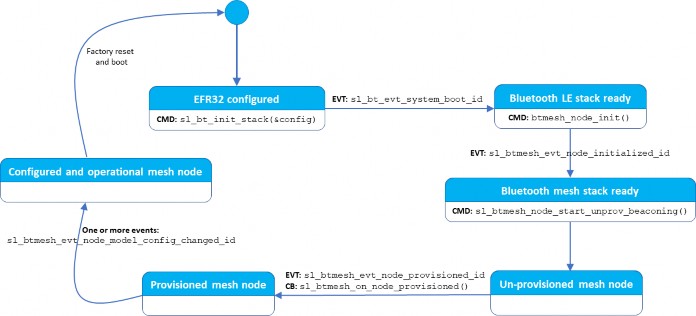 Factory reset
and boot
EFR32 configured
CMD: sl_bt_init_stack(&config)
EVT: sl_bt_evt_system_boot_id
Bluetooth LE stack ready
CMD: btmesh_node_init()
EVT: sl_btmesh_evt_node_initialized_id
Bluetooth mesh stack ready
CMD: sl_btmesh_node_start_unprov_beaconing()
Un-provisioned mesh node
EVT: sl_btmesh_evt_node_provisioned_id
CB: sl_btmesh_on_node_provisioned()
Provisioned mesh node
One or more events:
sl_btmesh_evt_node_model_config_changed_id
Configured and operational mesh node